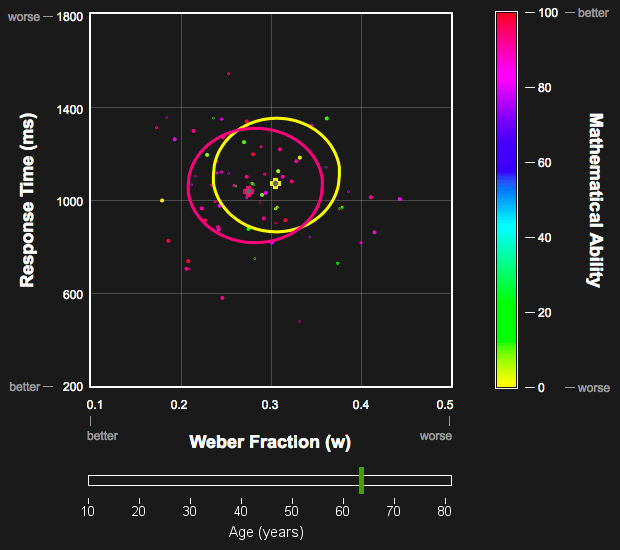 worse
1800
1400
1000
600
better
200
Response Time (ms)
0.1 0.2 0.3 0.4 0.5
better
worse
Weber Fraction (w)
100
better
80
60
40
20
0
worse
Mathematical Ability
10 20 30 40 50 60 70 80
Age (years)